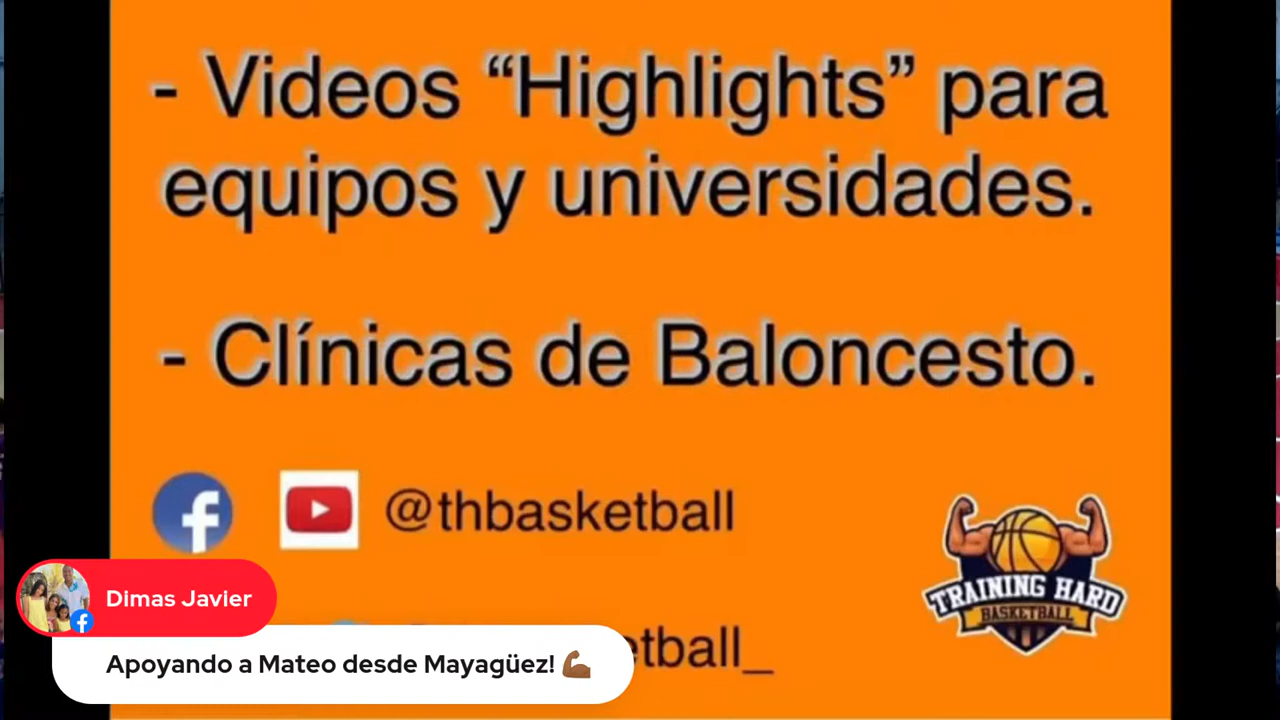 - Videos “Highlights” para
equipos y universidades.
- Clínicas de Baloncesto.
@thbasketball
TRAINING HARD
BASKETBALL
Dimas Javier
Apoyando a Mateo desde Mayagüez! 💪🏾